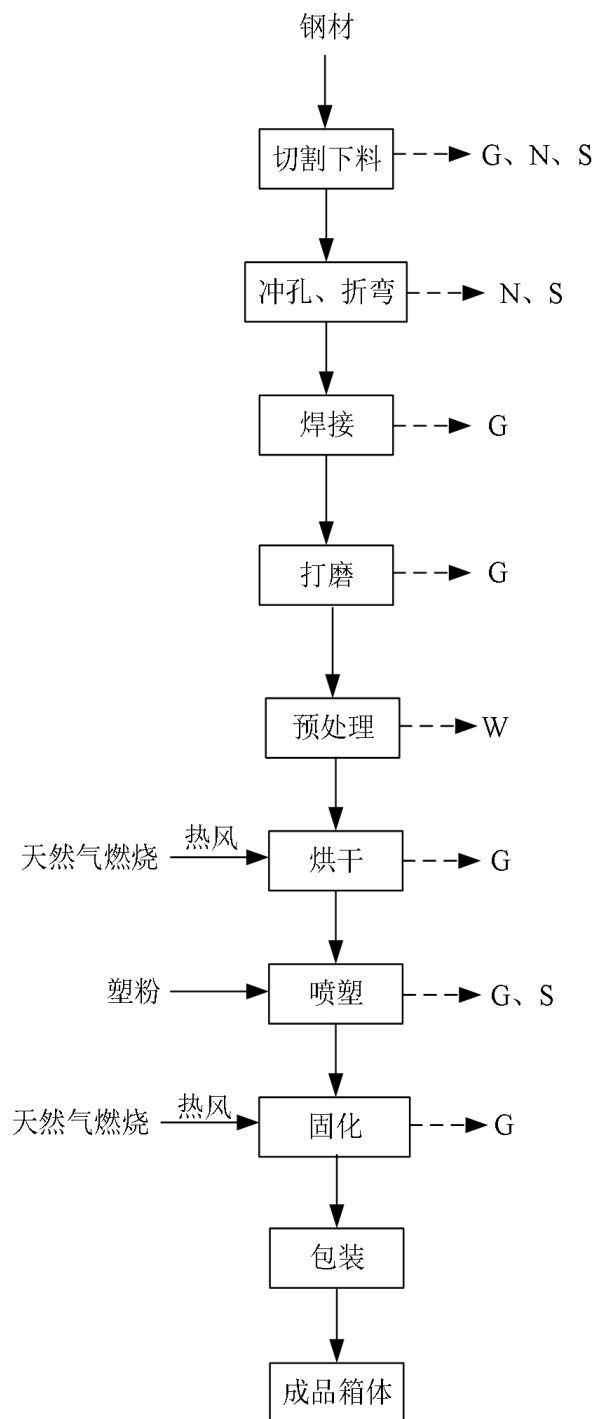 钢材
切割下料
G、N、S
冲孔、折弯
N、S
焊接
G
打磨
G
预处理
W
天然气燃烧
热风
烘干
G
塑粉
喷塑
G、S
天然气燃烧
热风
固化
G
包装
成品箱体